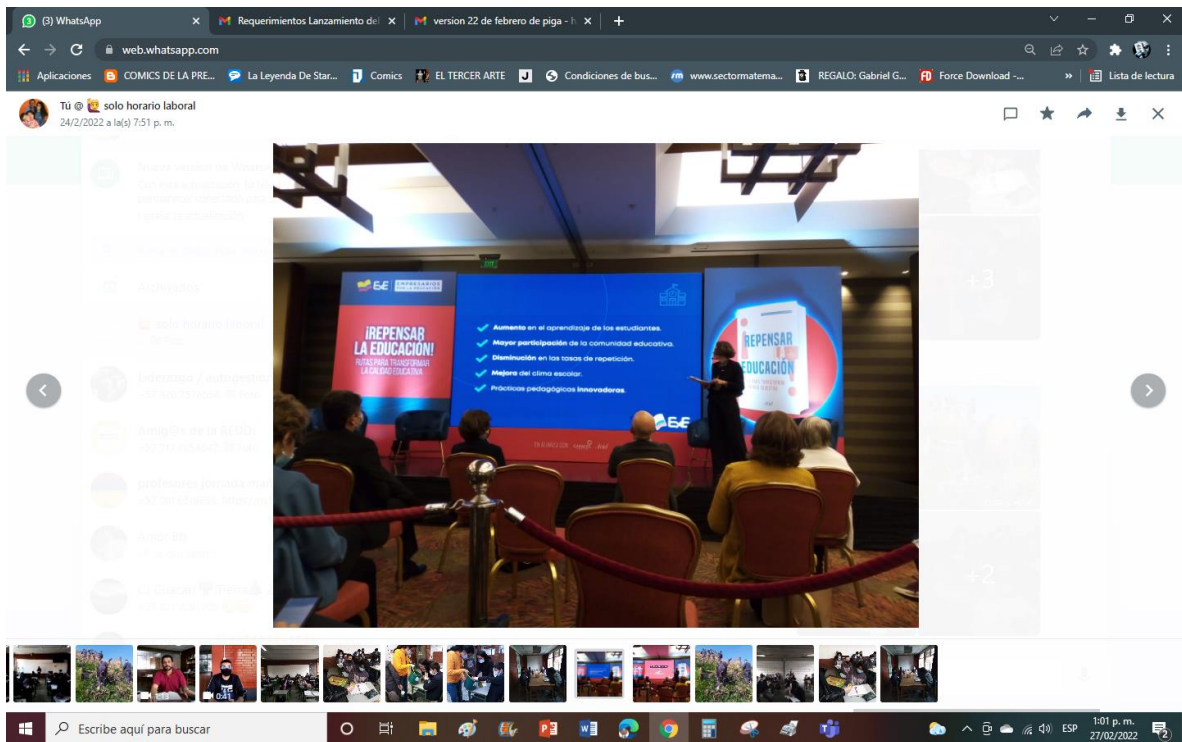 (3) WhatsApp
Requerimientos Lanzamiento del
version 22 de febrero de piga - h
web.whatsapp.com
Aplicaciones
COMICS DE LA PRE...
La Leyenda De Star...
Comics
EL TERCER ARTE
Condiciones de bus...
www.sectormatema...
REGALO: Gabriel G...
Force Download -...
»
Lista de lectura
Tú @ solo horario laboral
24/2/2022 a la(s) 7:51 p. m.
EXE
EMPRESARIOS
POR LA EDUCACIÓN
¡REPENSAR
LA EDUCACIÓN!
RUTAS PARA TRANSFORMAR
LA CALIDAD EDUCATIVA
Aumento en el aprendizaje de los estudiantes.
Mayor participación de la comunidad educativa.
Disminución en las tasas de repetición.
Mejora del clima escolar.
Prácticas pedagógicas innovadoras.
EXE
REPENSAR
EDUCACIÓN
+3
+2
1:13
0:41
Escribe aquí para buscar
ESP
1:01 p. m.
27/02/2022
2